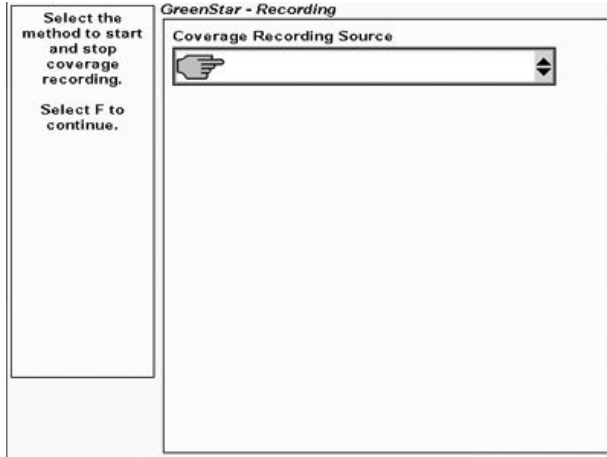 Select the
method to start
and stop
coverage
recording.
Select F to
continue.
GreenStar - Recording
Coverage Recording Source